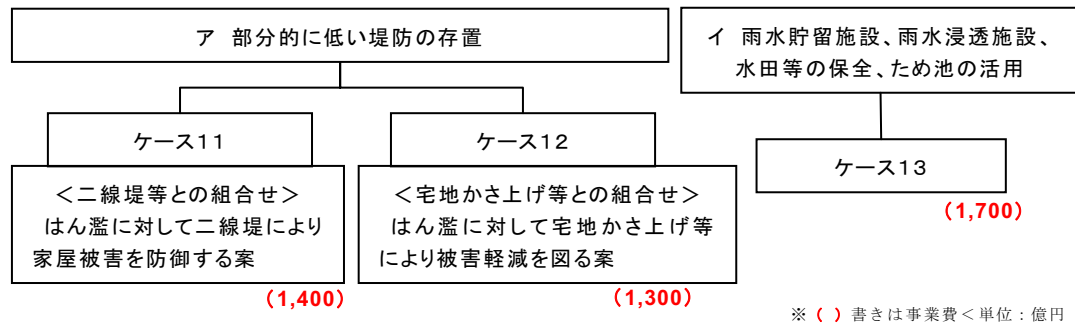 ア 部分的に低い堤防の存置
イ 雨水貯留施設、雨水浸透施設、
水田等の保全、ため池の活用
ケース11
ケース12
ケース13
＜二線堤等との組合せ＞
はん濫に対して二線堤により
家屋被害を防御する案
＜宅地かさ上げ等との組合せ＞
はん濫に対して宅地かさ上げ等
により被害軽減を図る案
（1,700）
（1,400）
（1,300）
※（ ）書きは事業費＜単位：億円